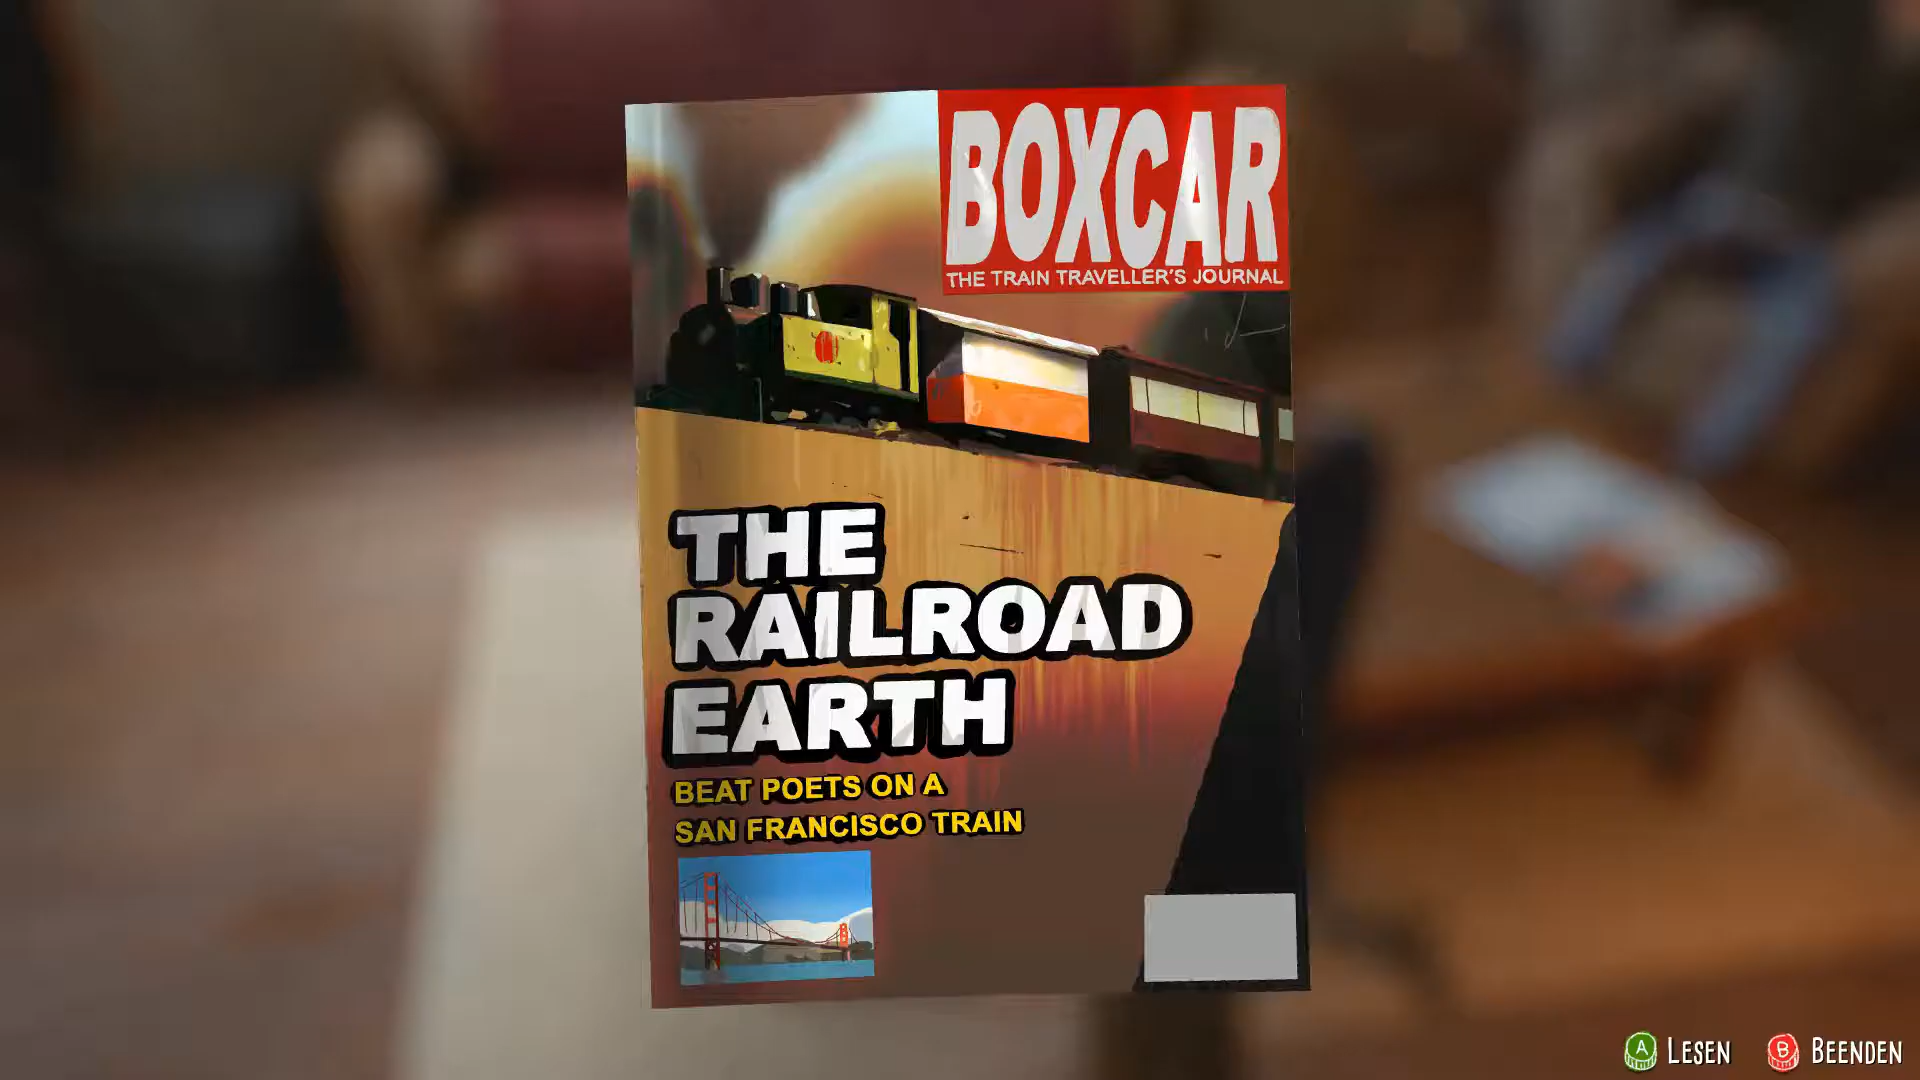 BOXCAR
THE TRAIN TRAVELLER'S JOURNAL
THE
RAILROAD
EARTH
BEAT POETS ON A
SAN FRANCISCO TRAIN
A LESEN
B BEENDEN